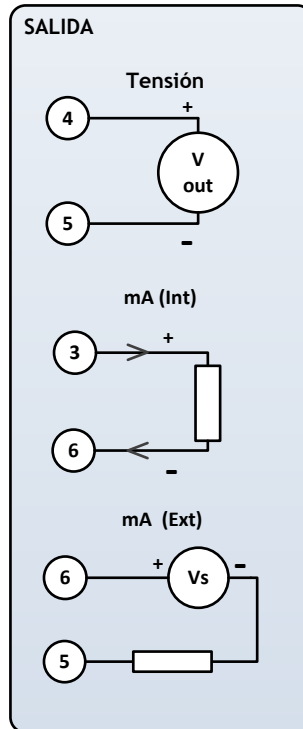 SALIDA
Tensión
4
+
V
out
5
-
mA (Int)
3
+
6
-
mA (Ext)
6
+
Vs
-
5